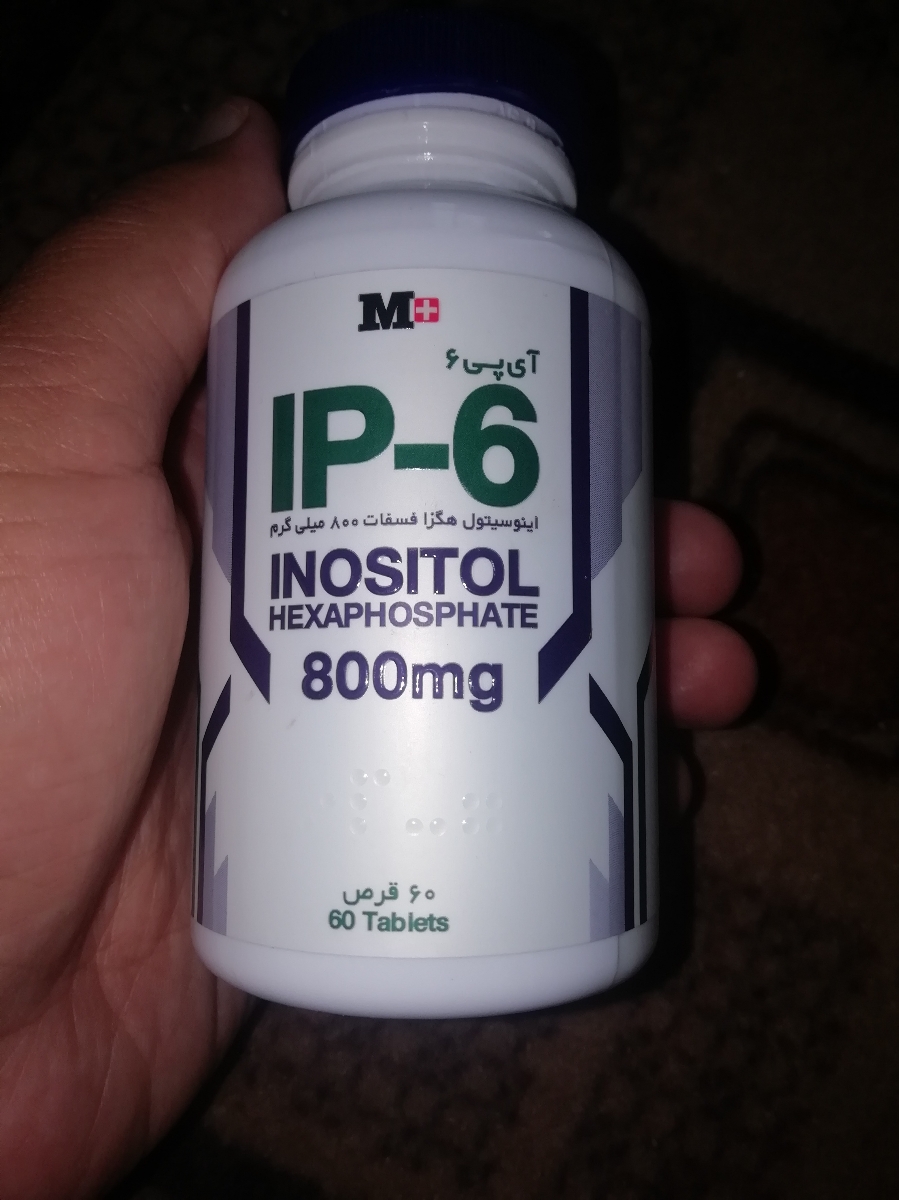 M+
آی‌پی ۶
IP-6
اینوسیتول هگزا فسفات ۸۰۰ میلی گرم
INOSITOL
HEXAPHOSPHATE
800mg
۶۰ قرص
60 Tablets